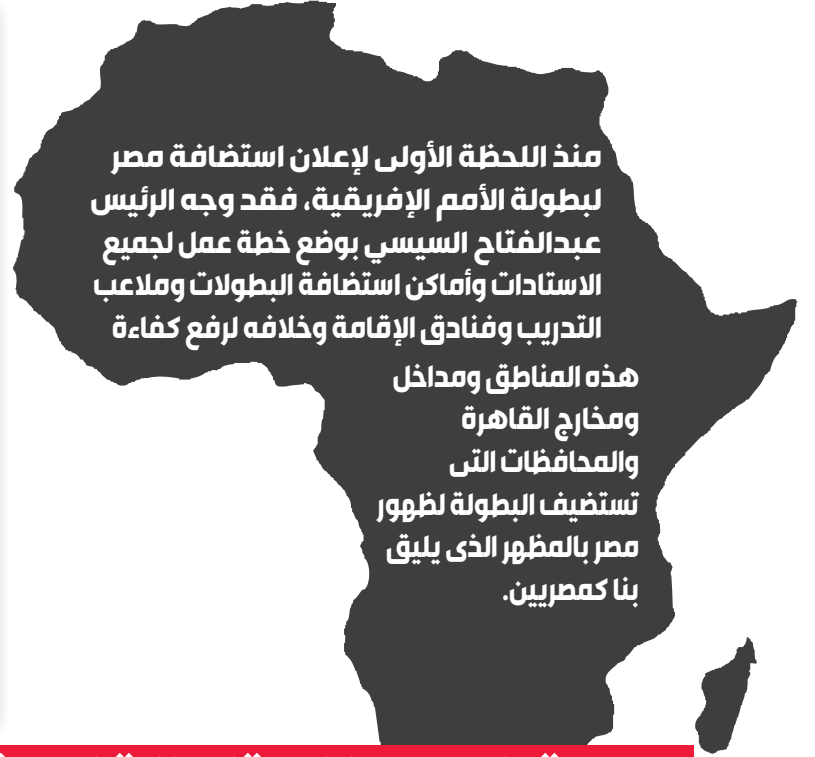 منذ اللحظة الأولى لإعلان استضافة مصر
لبطولة الأمم الإفريقية، فقد وجه الرئيس
عبدالفتاح السيسي بوضع خطة عمل لجميع
الاستادات وأماكن استضافة البطولات وملاعب
التدريب وفنادق الإقامة وخلافه لرفع كفاءة
هذه المناطق ومداخل
ومخارج القاهرة
والمحافظات التى
تستضيف البطولة لظهور
مصر بالمظهر الذى يليق
بنا كمصريين.